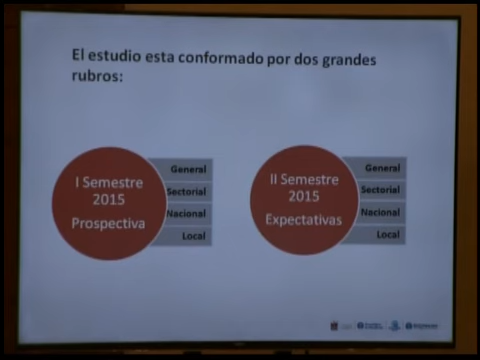 El estudio esta conformado por dos grandes
rubros:
I Semestre
2015
Prospectiva
General
Sectorial
Nacional
Local
II Semestre
2015
Expectativas
General
Sectorial
Nacional
Local